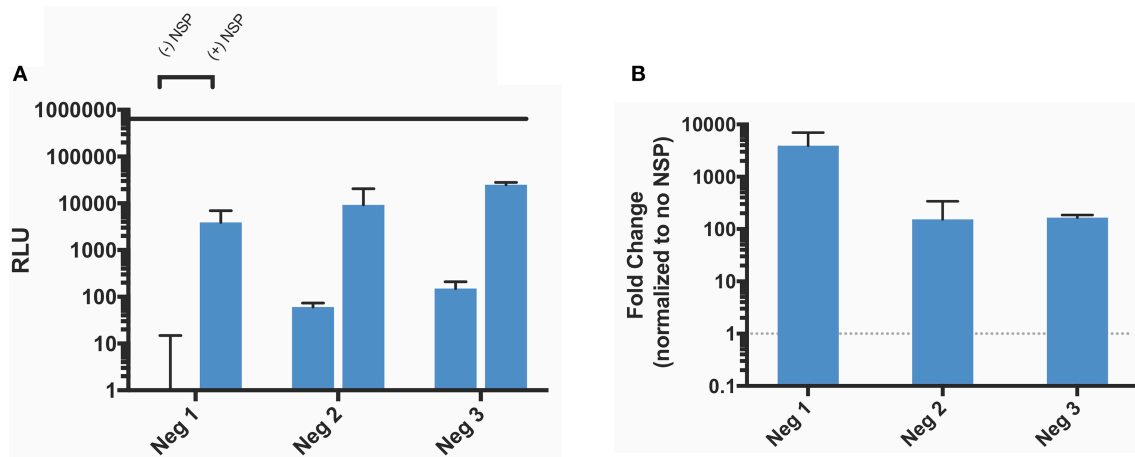 (-) NSP
(+) NSP
A
RLU
1000000
100000
10000
1000
100
10
1
Neg 1
Neg 2
Neg 3
B
Fold Change
(normalized to no NSP)
10000
1000
100
10
1
0.1
Neg 1
Neg 2
Neg 3